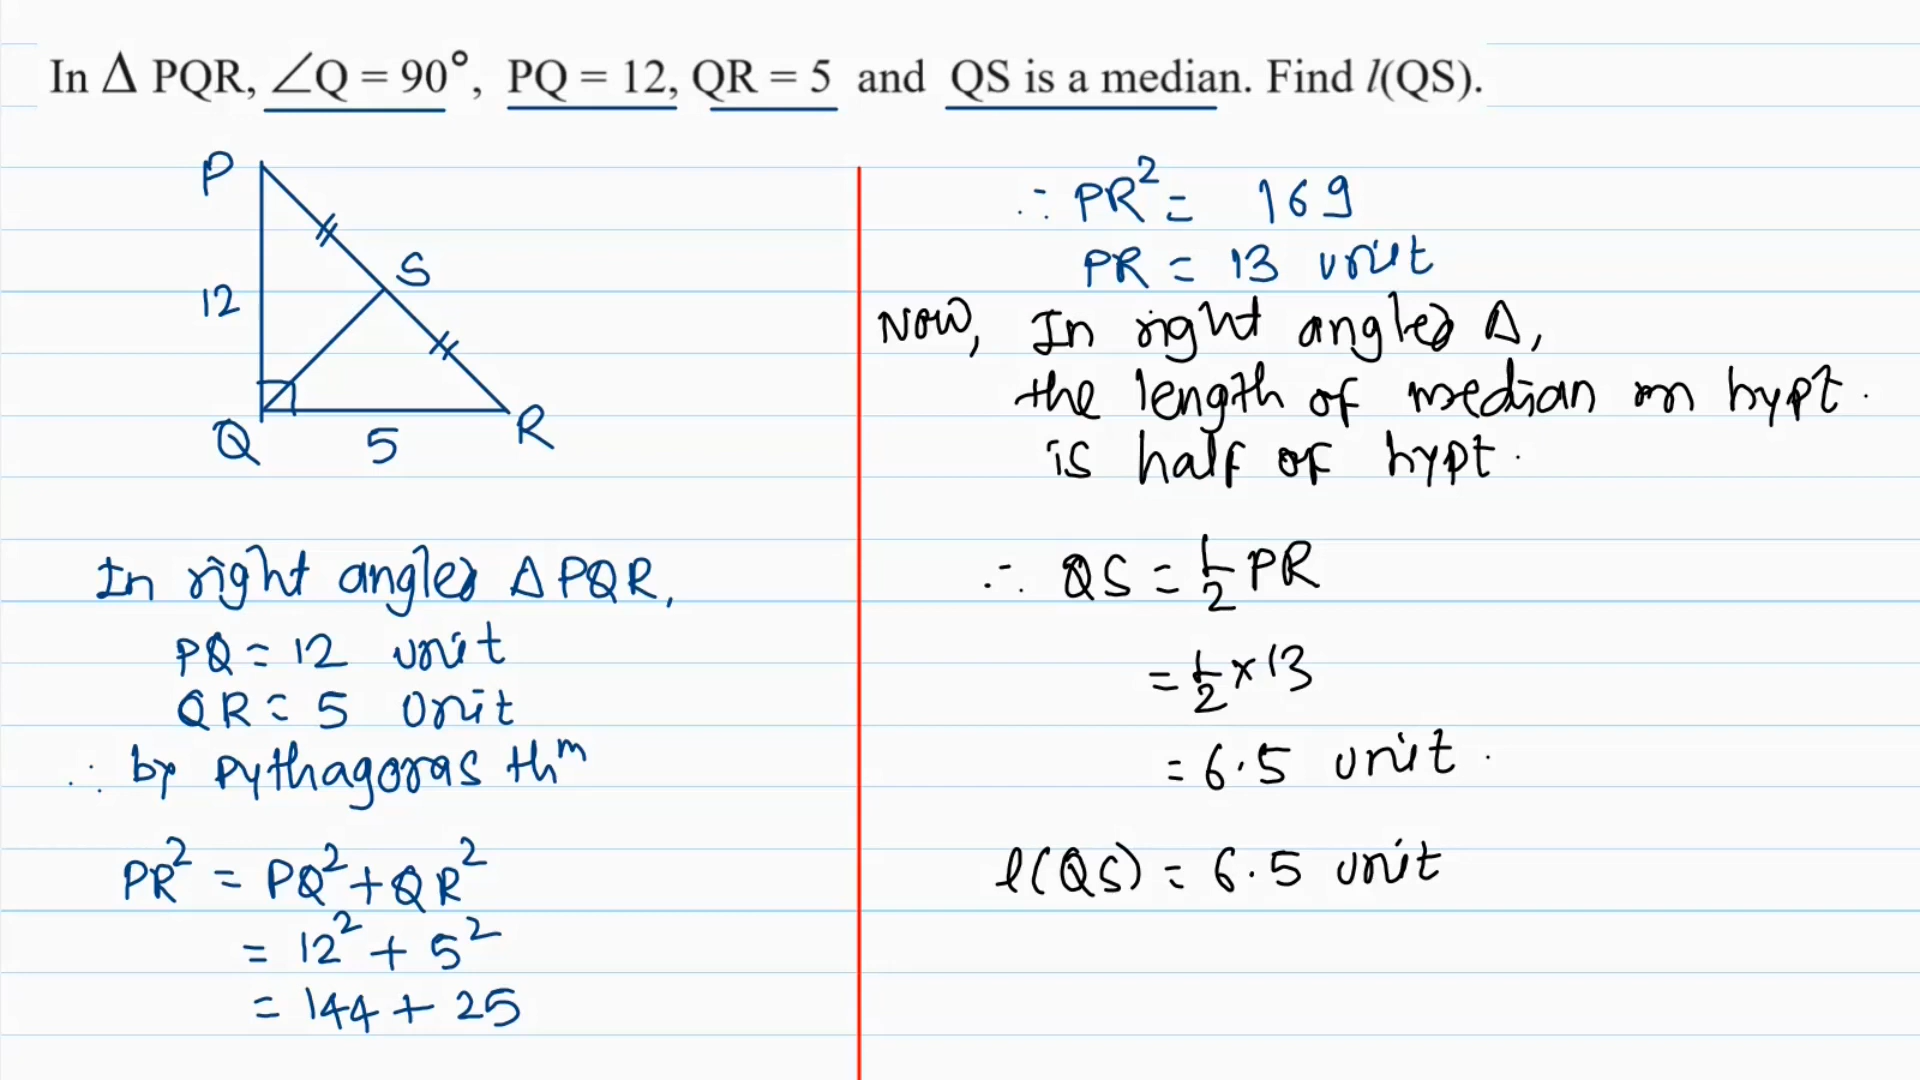 In Δ PQR, ∠Q = 90°, PQ = 12, QR = 5 and QS is a median. Find l(QS).
P
S
12
Q
5
R
In right angled Δ PQR,
PQ = 12 unit
QR = 5 unit
∴ by pythagoras thᵐ
PR² = PQ² + QR²
= 12² + 5²
= 144 + 25
∴ PR² = 169
PR = 13 unit
Now, In right angled Δ,
the length of median on hypt.
is half of hypt.
∴ QS = 1/2 PR
= 1/2 × 13
= 6.5 unit.
l(QS) = 6.5 unit